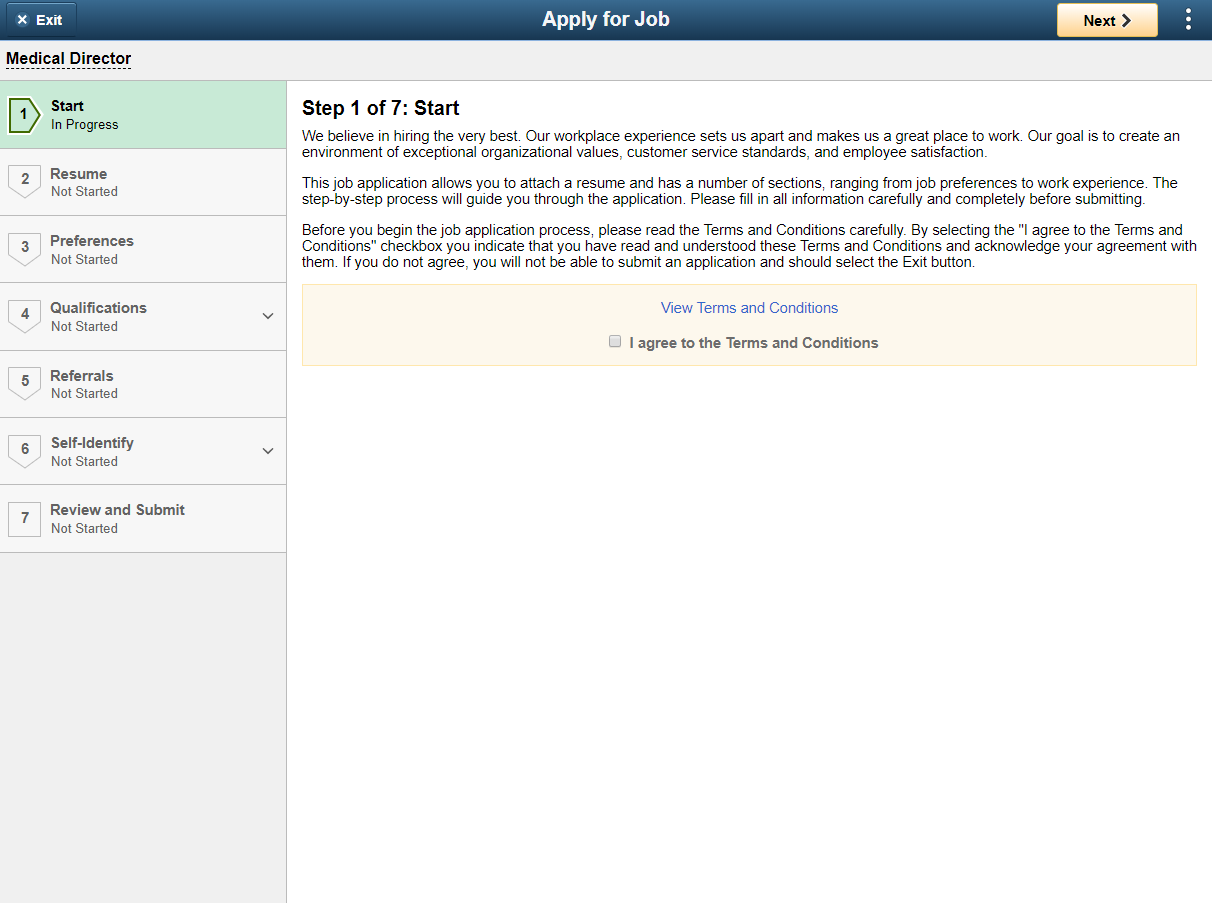 Exit
Apply for Job
Next
Medical Director
1
Start
In Progress
2
Resume
Not Started
3
Preferences
Not Started
4
Qualifications
Not Started
5
Referrals
Not Started
6
Self-Identify
Not Started
7
Review and Submit
Not Started
Step 1 of 7: Start
We believe in hiring the very best. Our workplace experience sets us apart and makes us a great place to work. Our goal is to create an
environment of exceptional organizational values, customer service standards, and employee satisfaction.
This job application allows you to attach a resume and has a number of sections, ranging from job preferences to work experience. The
step-by-step process will guide you through the application. Please fill in all information carefully and completely before submitting.
Before you begin the job application process, please read the Terms and Conditions carefully. By selecting the "I agree to the Terms and
Conditions" checkbox you indicate that you have read and understood these Terms and Conditions and acknowledge your agreement with
them. If you do not agree, you will not be able to submit an application and should select the Exit button.
View Terms and Conditions
I agree to the Terms and Conditions